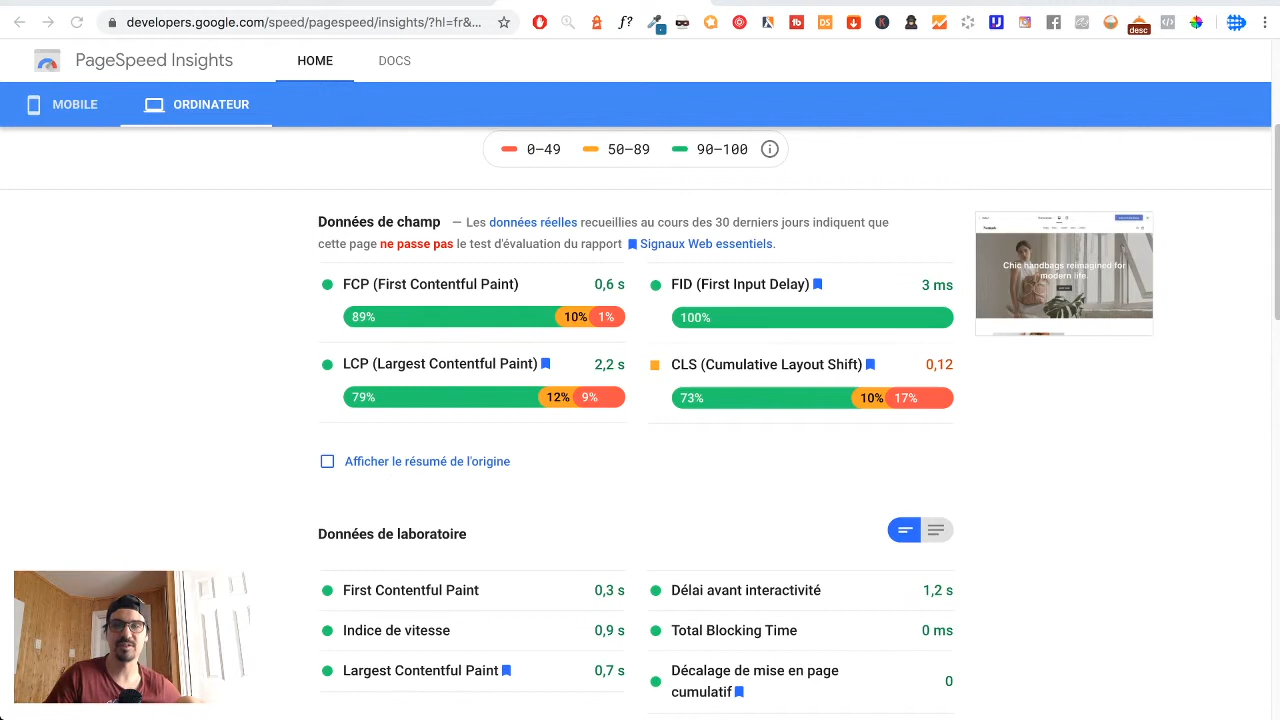 developers.google.com/speed/pagespeed/insights/?hl=fr&...
f?
tb
DS
desc
PageSpeed Insights
HOME
DOCS
MOBILE
ORDINATEUR
0–49
50–89
90–100
Données de champ — Les données réelles recueillies au cours des 30 derniers jours indiquent que
cette page ne passe pas le test d'évaluation du rapport Signaux Web essentiels.
FCP (First Contentful Paint) 0,6 s
89% 10% 1%
FID (First Input Delay) 3 ms
100%
LCP (Largest Contentful Paint) 2,2 s
79% 12% 9%
CLS (Cumulative Layout Shift) 0,12
73% 10% 17%
Chic handbags reimagined for
modern life.
Afficher le résumé de l'origine
Données de laboratoire
First Contentful Paint 0,3 s
Délai avant interactivité 1,2 s
Indice de vitesse 0,9 s
Total Blocking Time 0 ms
Largest Contentful Paint 0,7 s
Décalage de mise en page
cumulatif 0